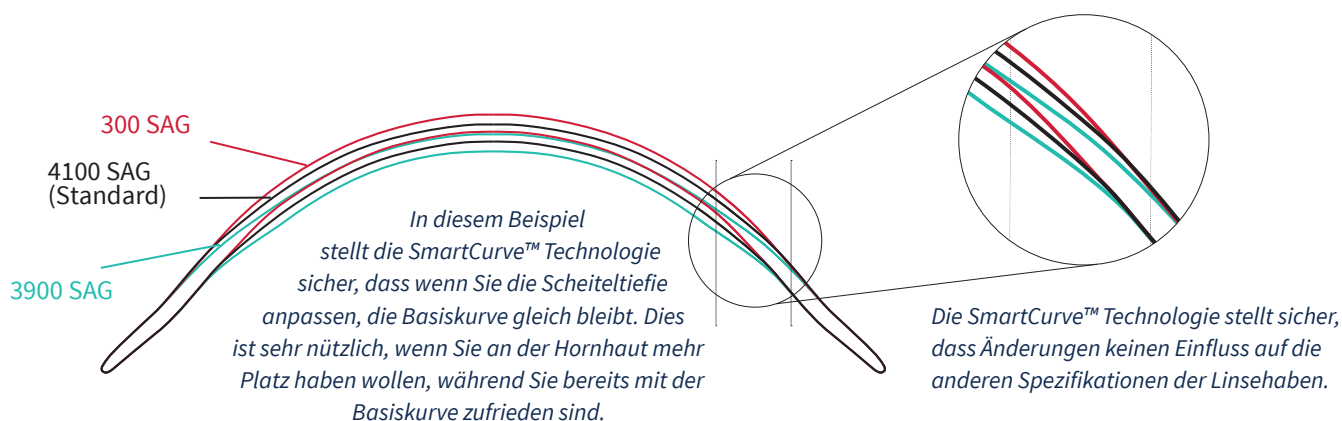 300 SAG
4100 SAG
(Standard)
3900 SAG
In diesem Beispiel
stellt die SmartCurve™ Technologie
sicher, dass wenn Sie die Scheiteltiefie
anpassen, die Basiskurve gleich bleibt. Dies
ist sehr nützlich, wenn Sie an der Hornhaut mehr
Platz haben wollen, während Sie bereits mit der
Basiskurve zufrieden sind.
Die SmartCurve™ Technologie stellt sicher,
dass Änderungen keinen Einfluss auf die
anderen Spezifikationen der Linsehaben.